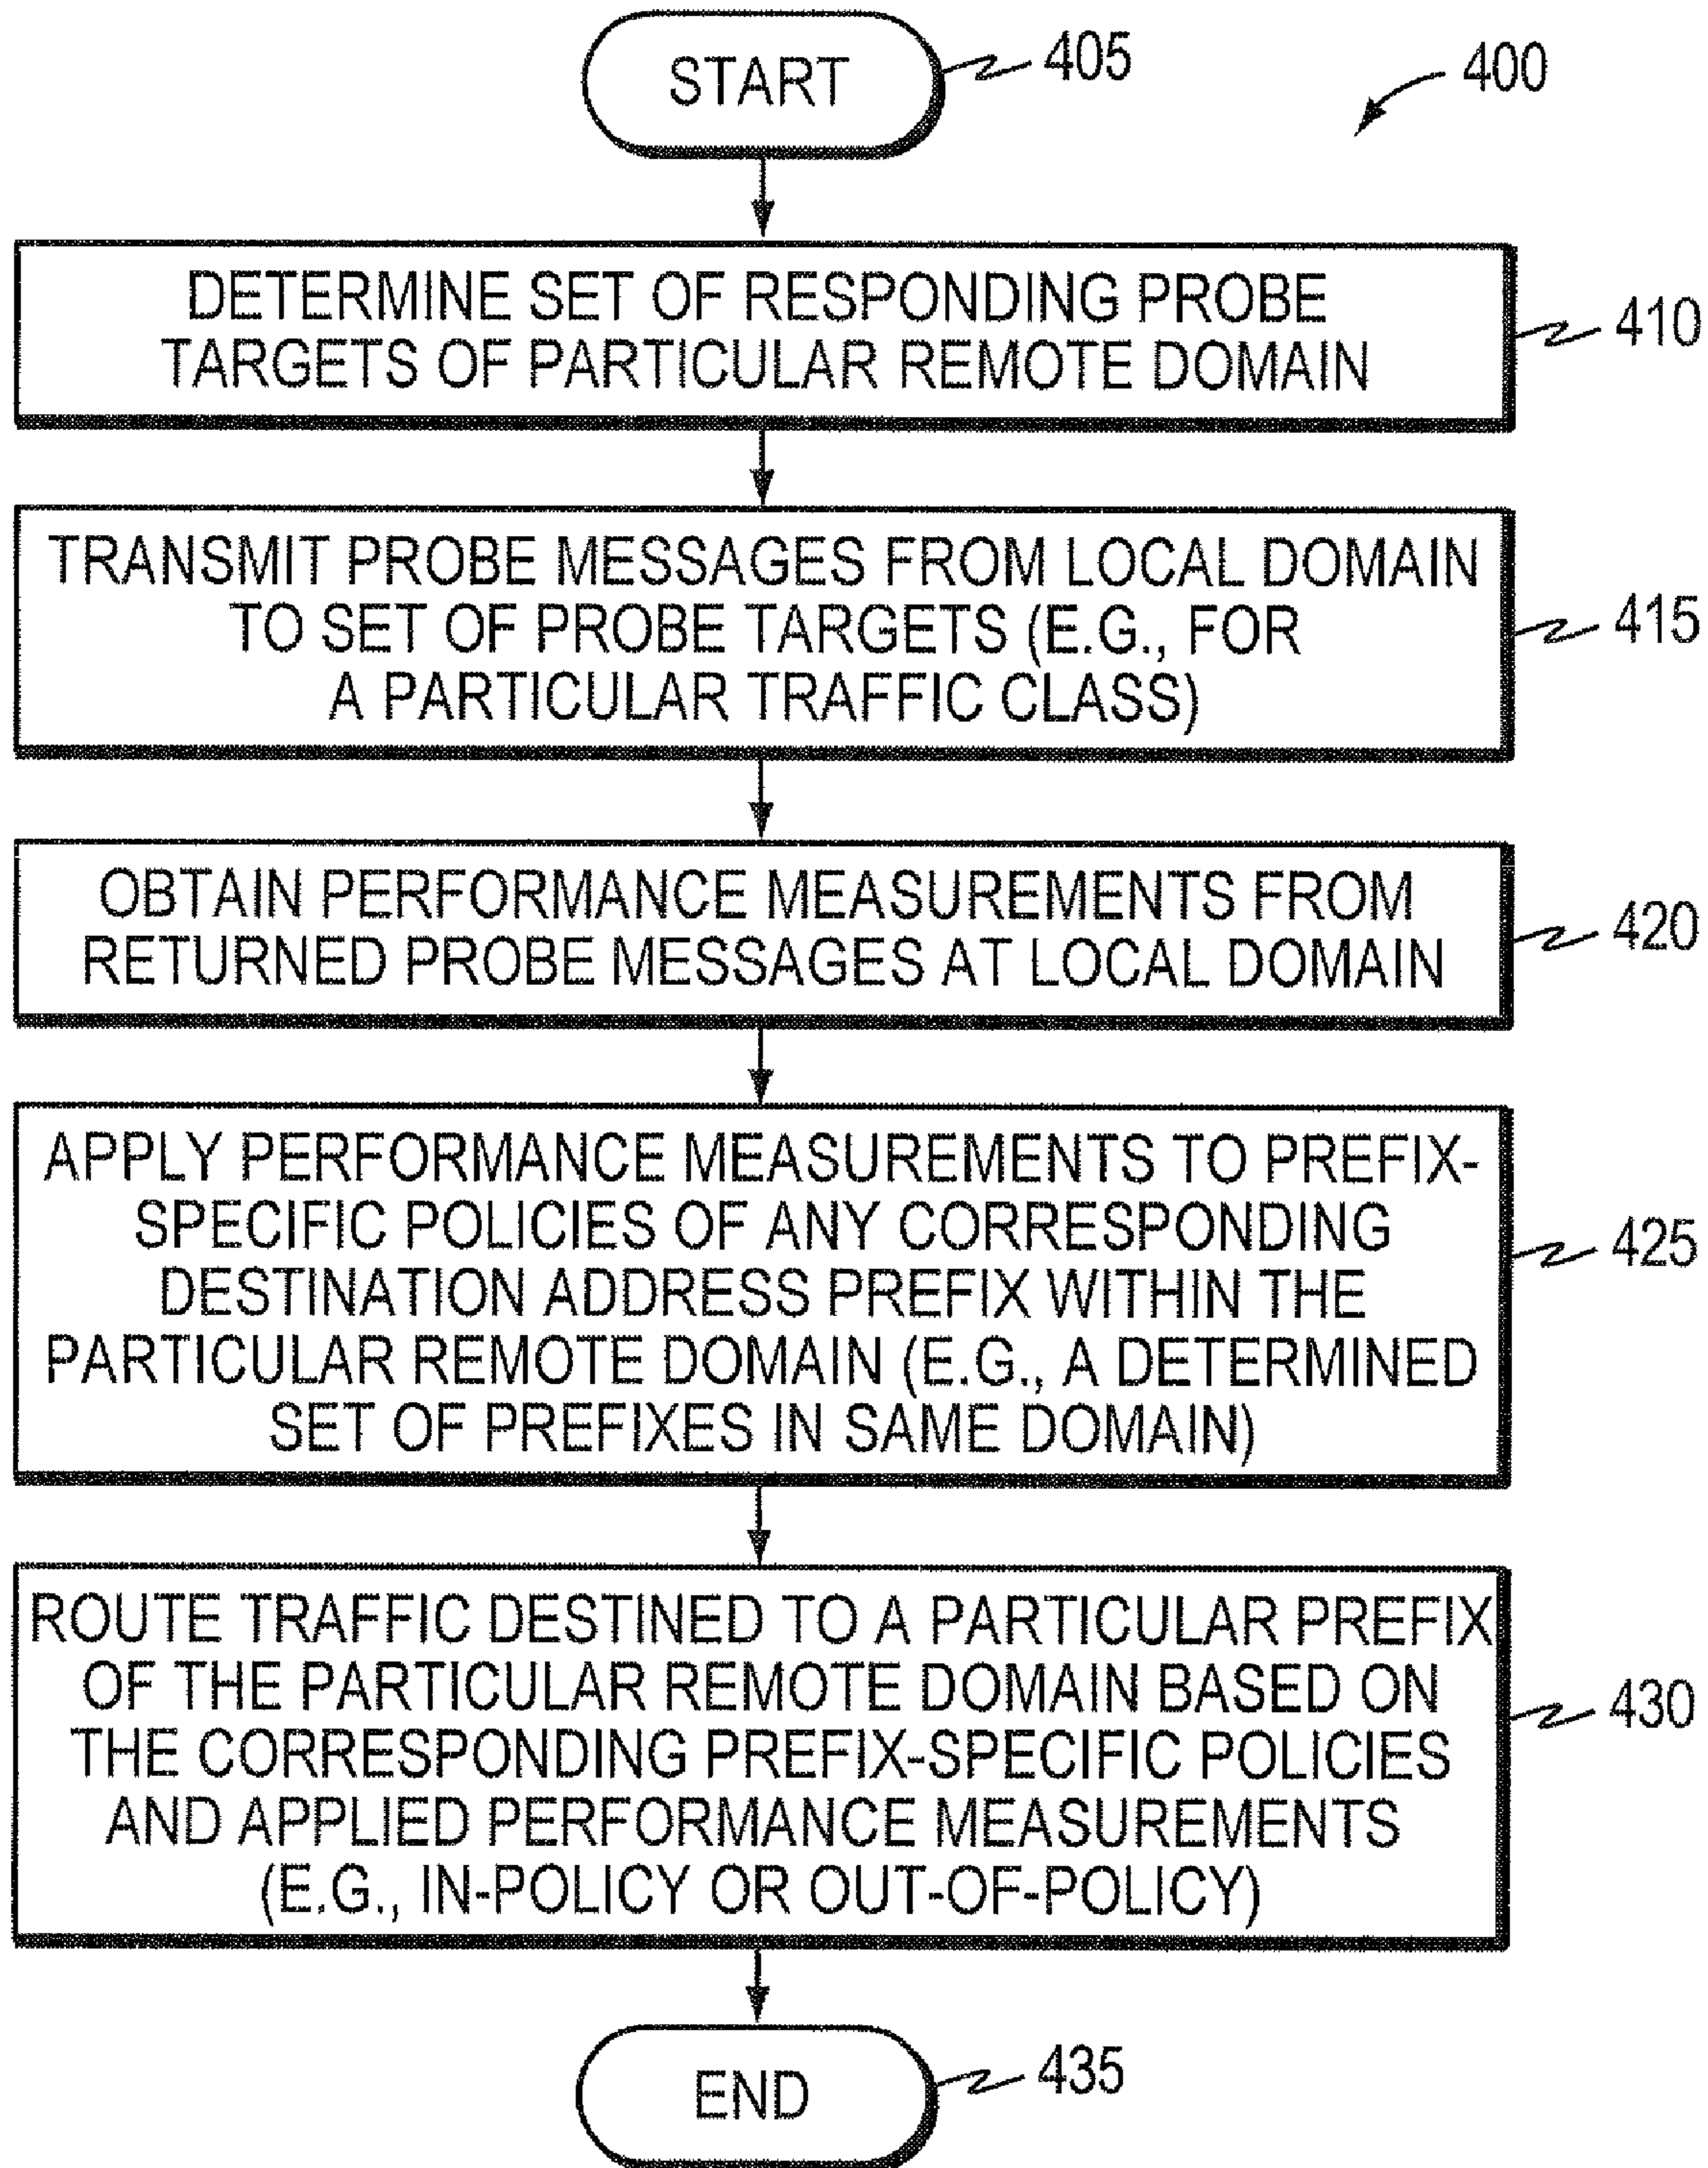 START
405
400
DETERMINE SET OF RESPONDING PROBE
TARGETS OF PARTICULAR REMOTE DOMAIN
410
TRANSMIT PROBE MESSAGES FROM LOCAL DOMAIN
TO SET OF PROBE TARGETS (E.G., FOR
A PARTICULAR TRAFFIC CLASS)
415
OBTAIN PERFORMANCE MEASUREMENTS FROM
RETURNED PROBE MESSAGES AT LOCAL DOMAIN
420
APPLY PERFORMANCE MEASUREMENTS TO PREFIX-
SPECIFIC POLICIES OF ANY CORRESPONDING
DESTINATION ADDRESS PREFIX WITHIN THE
PARTICULAR REMOTE DOMAIN (E.G., A DETERMINED
SET OF PREFIXES IN SAME DOMAIN)
425
ROUTE TRAFFIC DESTINED TO A PARTICULAR PREFIX
OF THE PARTICULAR REMOTE DOMAIN BASED ON
THE CORRESPONDING PREFIX-SPECIFIC POLICIES
AND APPLIED PERFORMANCE MEASUREMENTS
(E.G., IN-POLICY OR OUT-OF-POLICY)
430
END
435